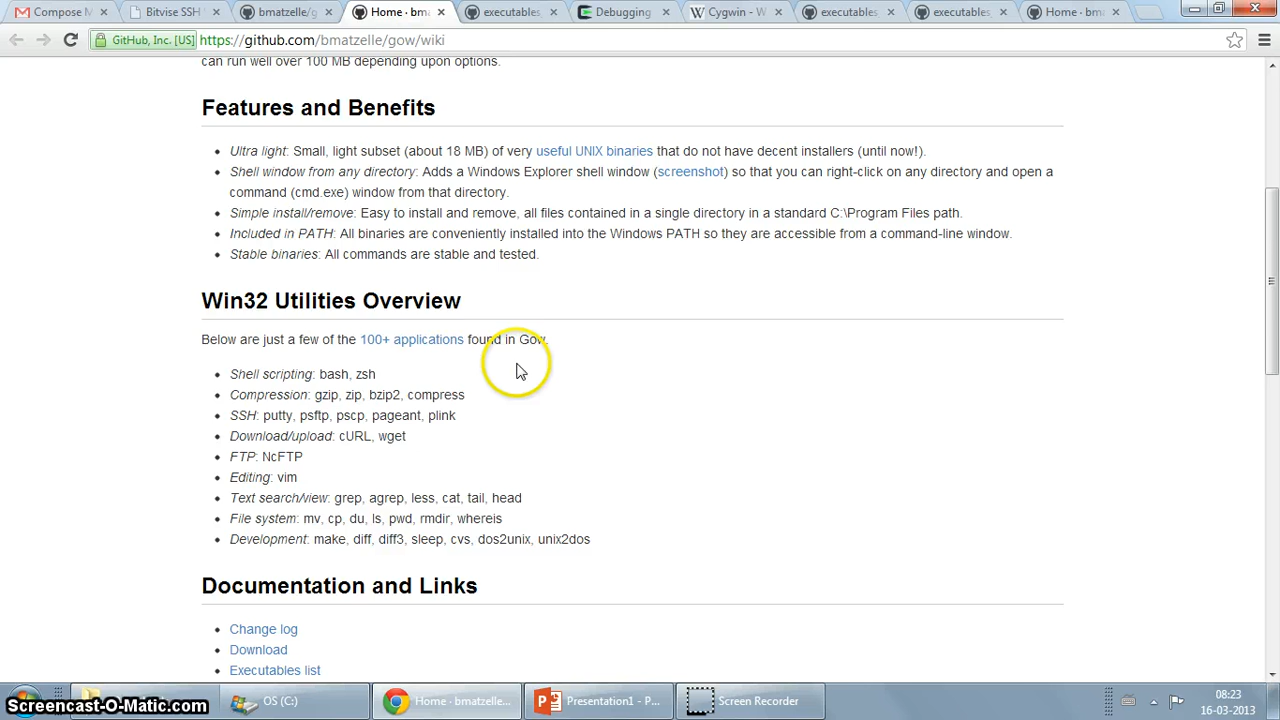 Compose M
Bitvise SSH
bmatzelle/g
Home · bma
executables
Debugging
Cygwin - W
executables
executables
Home · bma
GitHub, Inc. [US]
https://github.com/bmatzelle/gow/wiki
can run well over 100 MB depending upon options.
Features and Benefits
Ultra light: Small, light subset (about 18 MB) of very useful UNIX binaries that do not have decent installers (until now!).
Shell window from any directory: Adds a Windows Explorer shell window (screenshot) so that you can right-click on any directory and open a
command (cmd.exe) window from that directory.
Simple install/remove: Easy to install and remove, all files contained in a single directory in a standard C:\Program Files path.
Included in PATH: All binaries are conveniently installed into the Windows PATH so they are accessible from a command-line window.
Stable binaries: All commands are stable and tested.
Win32 Utilities Overview
Below are just a few of the 100+ applications found in Gow.
Shell scripting: bash, zsh
Compression: gzip, zip, bzip2, compress
SSH: putty, psftp, pscp, pageant, plink
Download/upload: cURL, wget
FTP: NcFTP
Editing: vim
Text search/view: grep, agrep, less, cat, tail, head
File system: mv, cp, du, ls, pwd, rmdir, whereis
Development: make, diff, diff3, sleep, cvs, dos2unix, unix2dos
Documentation and Links
Change log
Download
Executables list
Screencast-O-Matic.com
OS (C:)
Home · bmatzelle...
Presentation1 - P...
Screen Recorder
08:23
16-03-2013